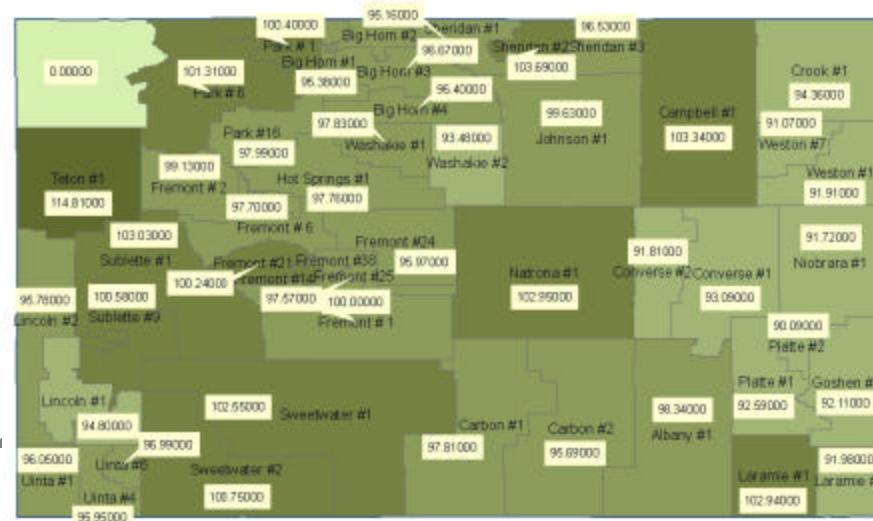 95.16000
100.40000
Sheridan #1
96.53000
Park # 1
Big Horn #2
Sheridan #2
Sheridan #3
0.00000
101.31000
Big Horn #1
98.67000
Big Horn #3
103.69000
Crook #1
Park # 6
95.38000
96.40000
94.36000
Big Horn #4
99.63000
Campbell #1
97.83000
91.07000
Park #16
93.48000
Johnson #1
103.34000
Weston #7
Washakie #1
97.99000
Washakie #2
99.13000
Weston #1
Teton #1
Hot Springs #1
Fremont # 2
91.91000
114.81000
97.76000
97.70000
Fremont # 6
103.03000
Fremont #24
91.72000
91.81000
Sublette #1
Fremont #21
Fremont #38
95.97000
Niobrara #1
Natrona #1
Converse #2
Converse #1
100.24000
Fremont #14
Fremont #25
95.78000
100.58000
97.57000
100.00000
102.95000
93.09000
Lincoln #2
Sublette #9
Fremont # 1
90.09000
Platte #2
Platte #1
Goshen
Lincoln #1
102.55000
92.59000
92.11000
Sweetwater #1
98.34000
94.80000
Carbon #1
Carbon #2
Albany #1
96.99000
97.81000
95.69000
96.05000
Uinta #6
Sweetwater #2
91.98000
Uinta #1
Laramie #1
Laramie #
Uinta #4
100.75000
102.94000
95.95000